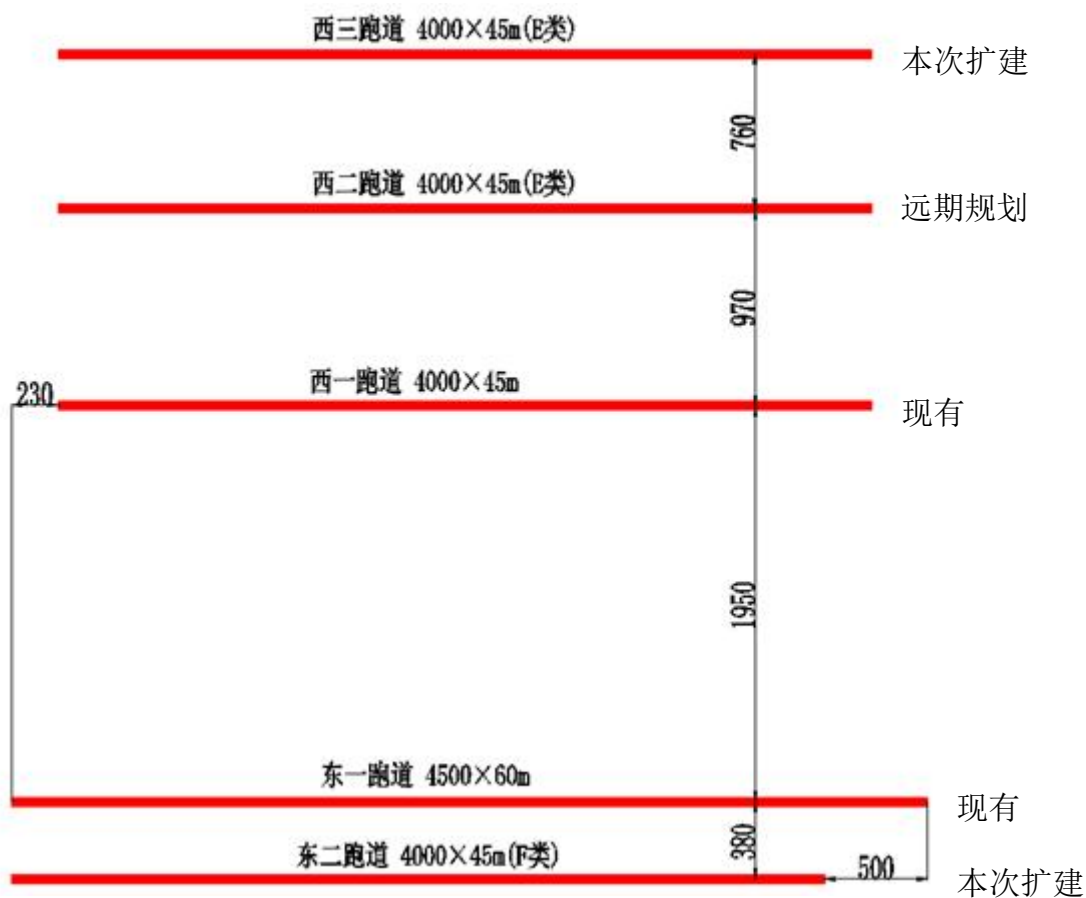 西三跑道 4000×45m(E类)
本次扩建
760
西二跑道 4000×45m(E类)
远期规划
970
西一跑道 4000×45m
230
现有
1950
东一跑道 4500×60m
现有
380
东二跑道 4000×45m(F类)
500
本次扩建